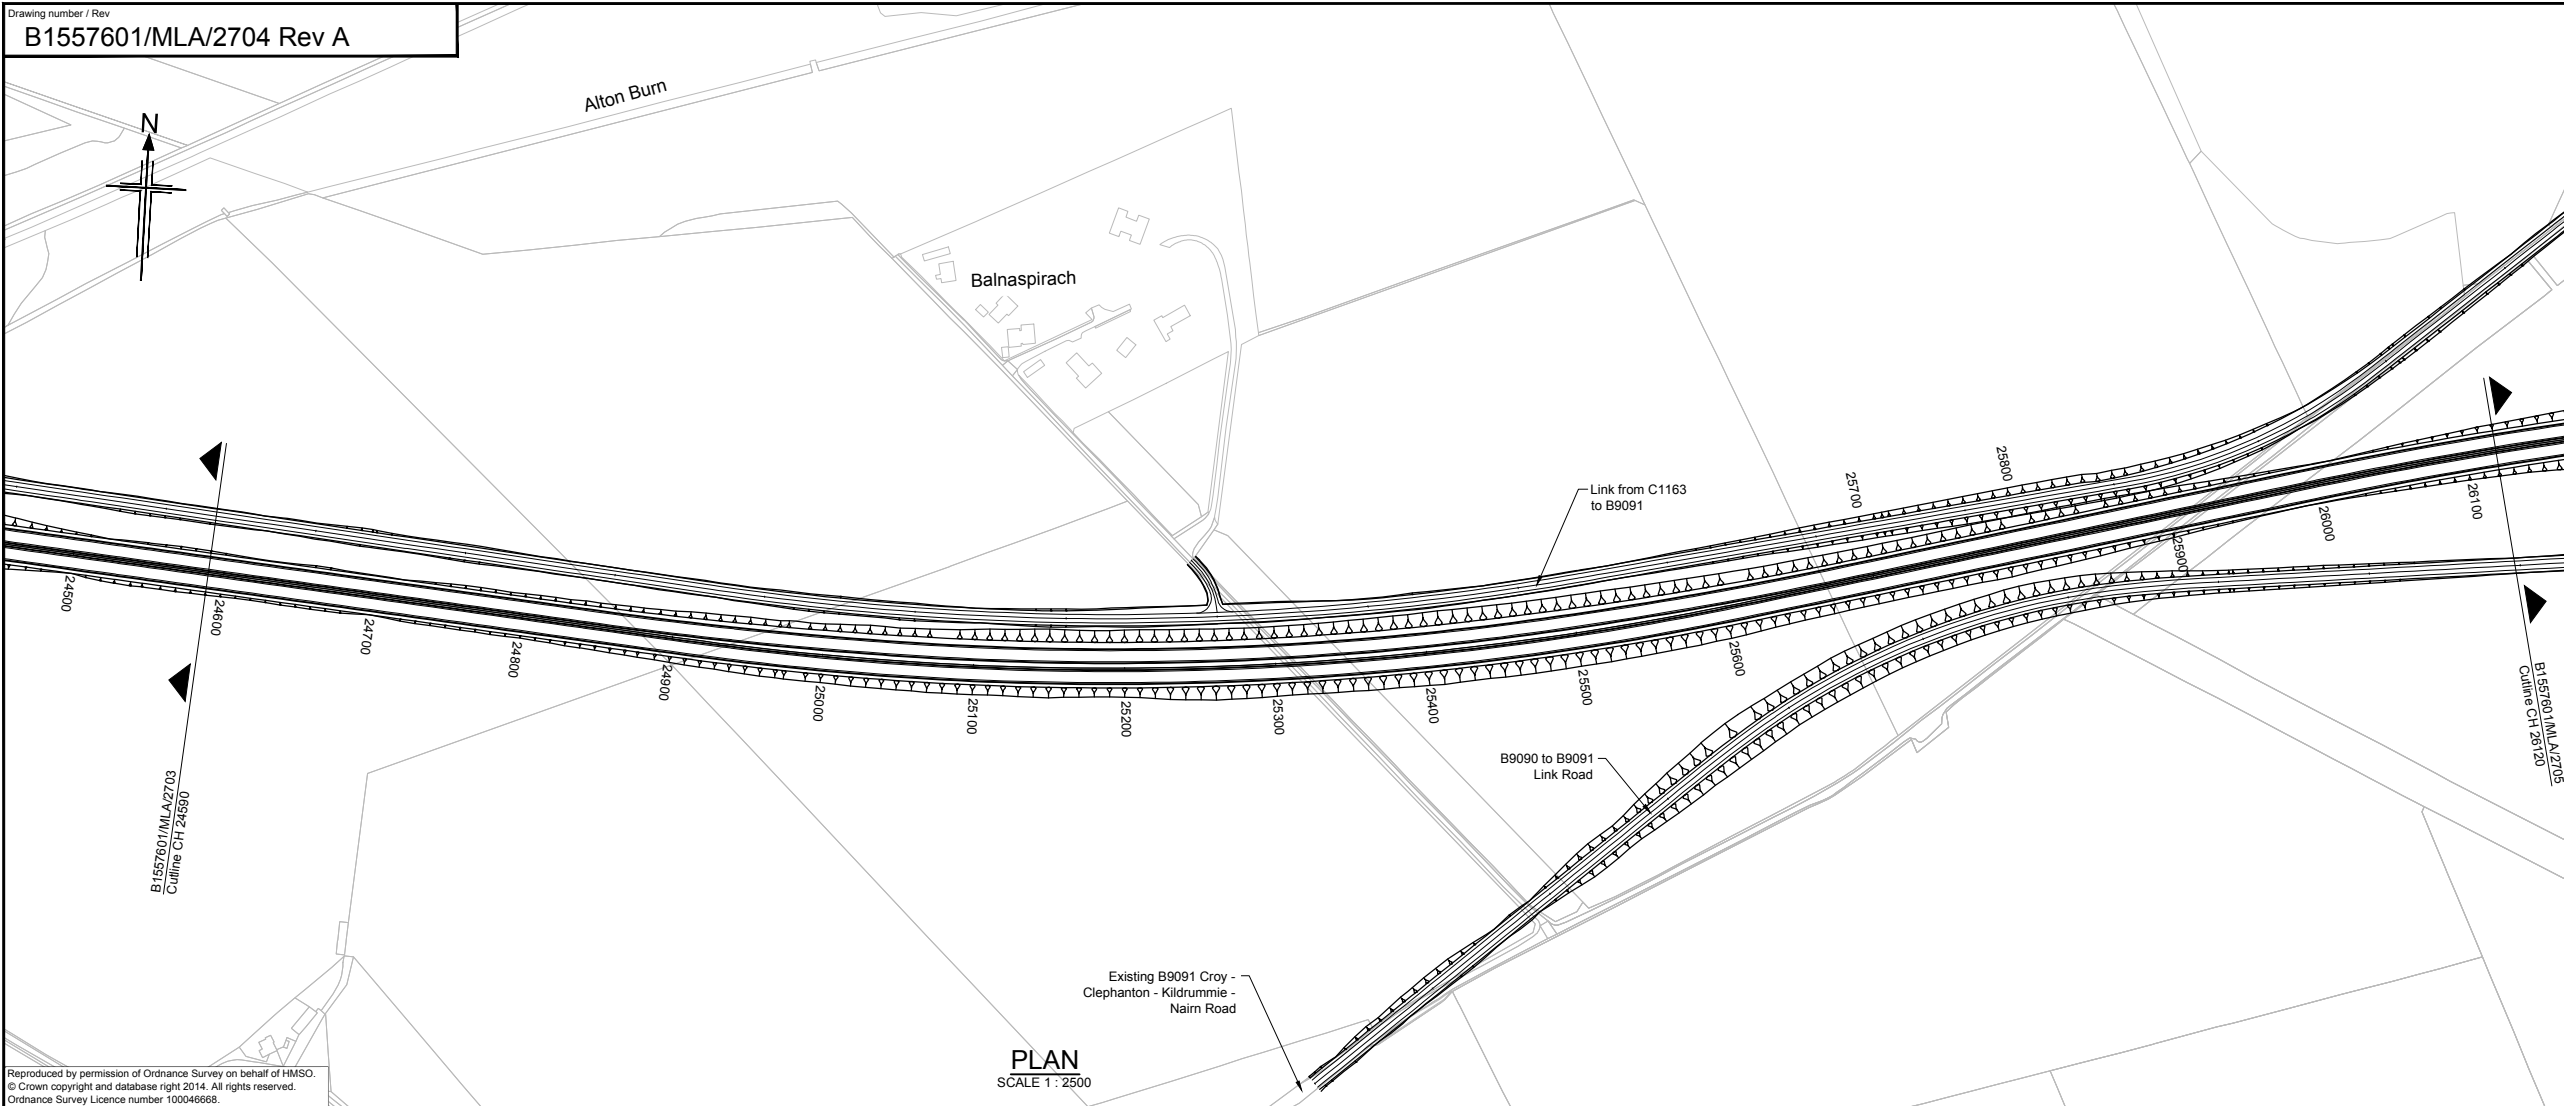 Drawing number / Rev
B1557601/MLA/2704 Rev A
Alton Burn
N
Balnaspirach
Link from C1163
to B9091
24500
24600
24700
24800
24900
25000
25100
25200
25300
25400
25500
25600
25700
25800
25900
26000
26100
B1557601/MLA/2703
Cutline CH 24590
B1557601/MLA/2705
Cutline CH 26120
B9090 to B9091
Link Road
Existing B9091 Croy -
Clephanton - Kildrummie -
Nairn Road
PLAN
SCALE 1 : 2500
Reproduced by permission of Ordnance Survey on behalf of HMSO.
© Crown copyright and database right 2014. All rights reserved.
Ordnance Survey Licence number 100046668.